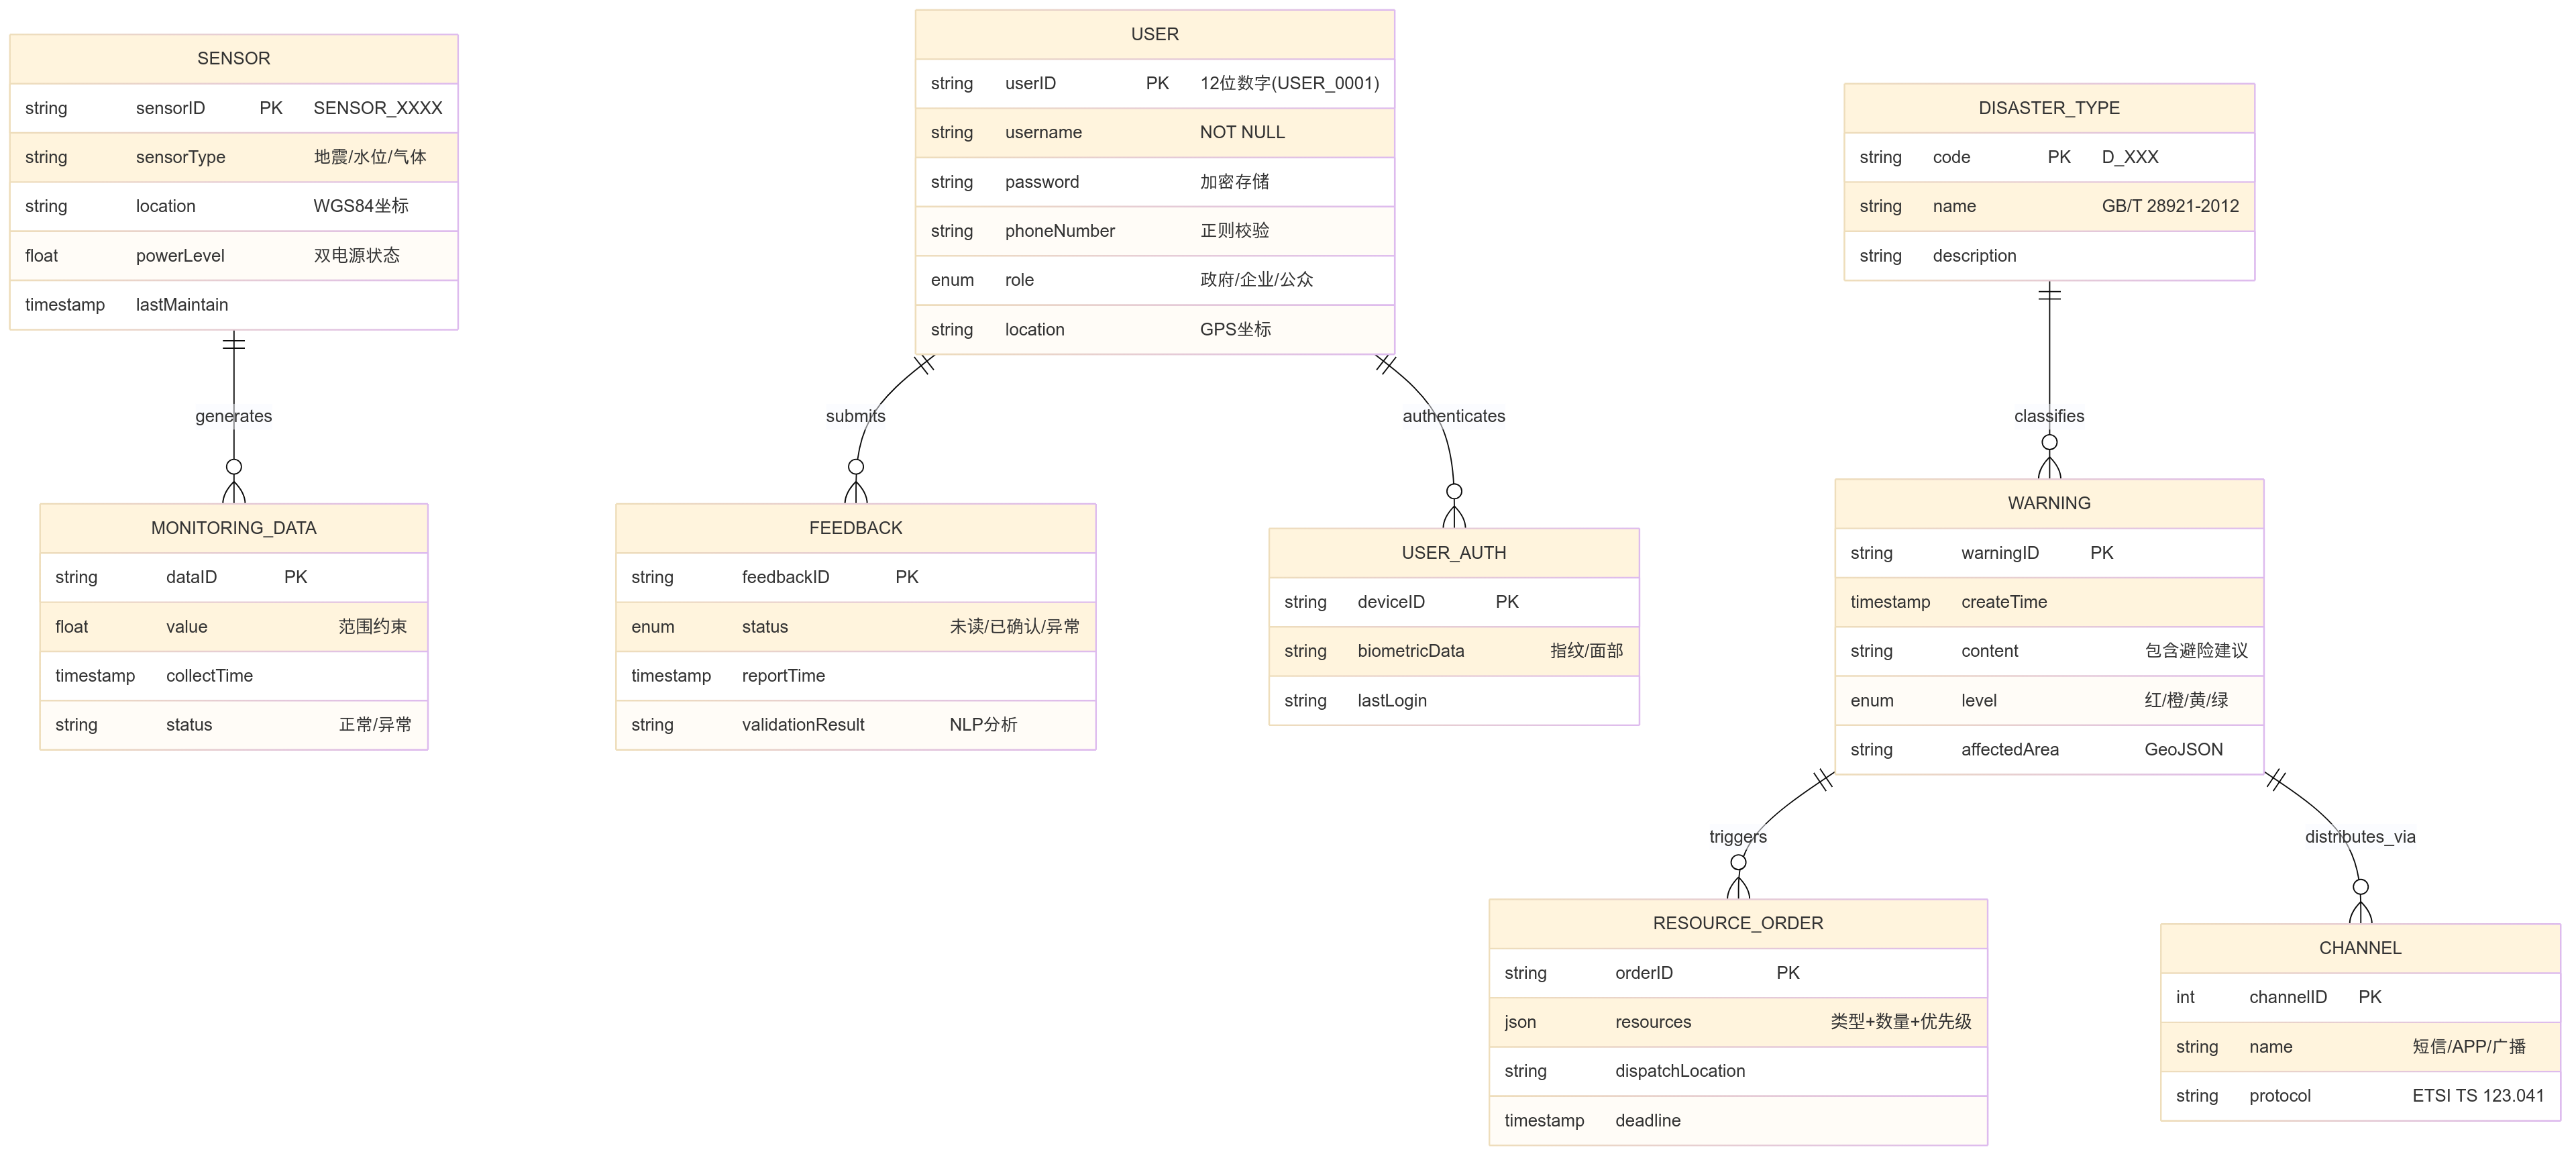 SENSOR
string sensorID PK SENSOR_XXXX
string sensorType 地震/水位/气体
string location WGS84坐标
float powerLevel 双电源状态
timestamp lastMaintain
USER
string userID PK 12位数字(USER_0001)
string username NOT NULL
string password 加密存储
string phoneNumber 正则校验
enum role 政府/企业/公众
string location GPS坐标
DISASTER_TYPE
string code PK D_XXX
string name GB/T 28921-2012
string description
generates
submits
authenticates
classifies
MONITORING_DATA
string dataID PK
float value 范围约束
timestamp collectTime
string status 正常/异常
FEEDBACK
string feedbackID PK
enum status 未读/已确认/异常
timestamp reportTime
string validationResult NLP分析
USER_AUTH
string deviceID PK
string biometricData 指纹/面部
string lastLogin
WARNING
string warningID PK
timestamp createTime
string content 包含避险建议
enum level 红/橙/黄/绿
string affectedArea GeoJSON
triggers
distributes_via
RESOURCE_ORDER
string orderID PK
json resources 类型+数量+优先级
string dispatchLocation
timestamp deadline
CHANNEL
int channelID PK
string name 短信/APP/广播
string protocol ETSI TS 123.041